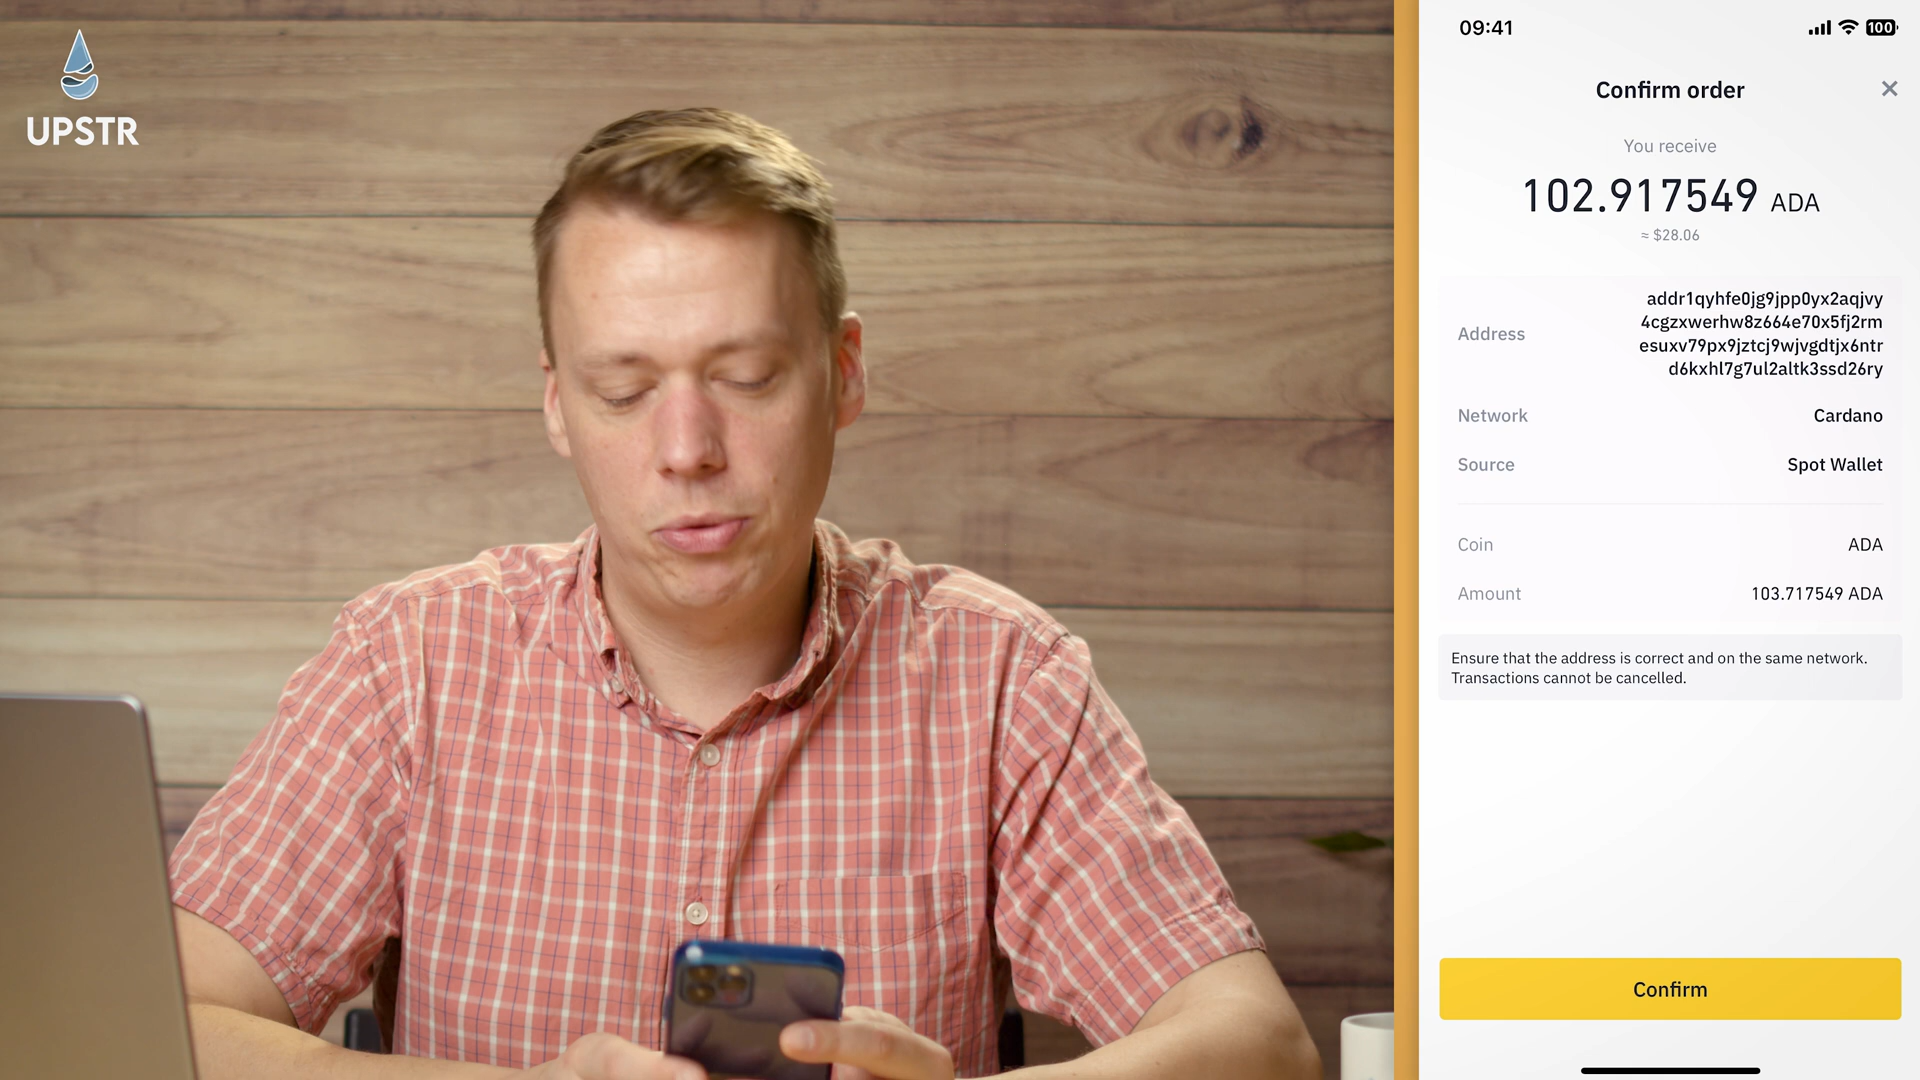 UPSTR
09:41
100
Confirm order
You receive
102.917549 ADA
≈ $28.06
Address
addr1qyhfe0jg9jpp0yx2aqjvy
4cgzxwerhw8z664e70x5fj2rm
esuxv79px9jztcj9wjvgdtjx6ntr
d6kxhl7g7ul2altk3ssd26ry
Network Cardano
Source Spot Wallet
Coin ADA
Amount 103.717549 ADA
Ensure that the address is correct and on the same network.
Transactions cannot be cancelled.
Confirm